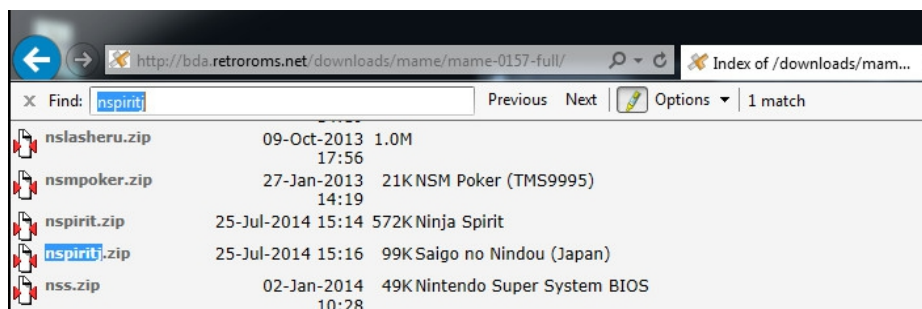 http://bda.retroroms.net/downloads/mame/mame-0157-full/
Index of /downloads/mam...
x Find: nspiritj Previous Next Options 1 match
nslasheru.zip 09-Oct-2013 1.0M
17:56
nsmpoker.zip 27-Jan-2013 21K NSM Poker (TMS9995)
14:19
nspirit.zip 25-Jul-2014 15:14 572K Ninja Spirit
nspiritj.zip 25-Jul-2014 15:16 99K Saigo no Nindou (Japan)
nss.zip 02-Jan-2014 49K Nintendo Super System BIOS
10:28